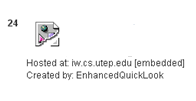 24
Hosted at: iw.cs.utep.edu [embedded]
Created by: EnhancedQuickLook